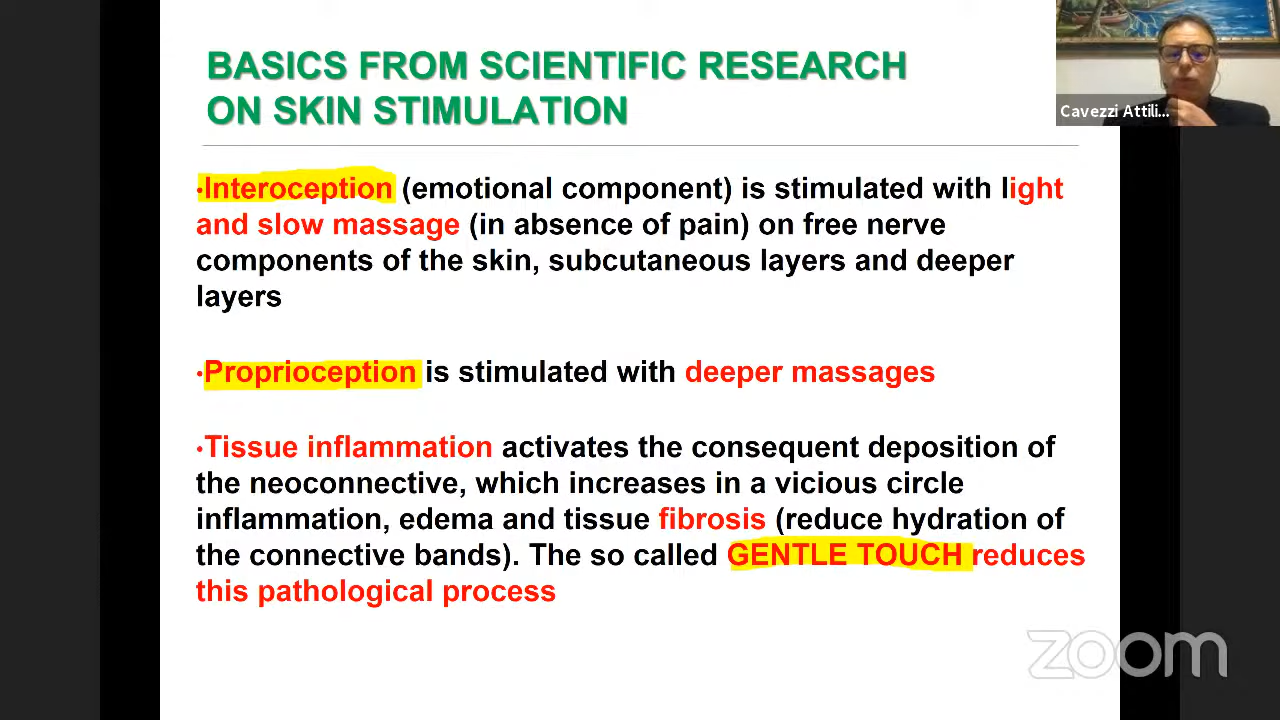 BASICS FROM SCIENTIFIC RESEARCH
ON SKIN STIMULATION
Cavezzi Attili...
•Interoception (emotional component) is stimulated with light
and slow massage (in absence of pain) on free nerve
components of the skin, subcutaneous layers and deeper
layers
•Proprioception is stimulated with deeper massages
•Tissue inflammation activates the consequent deposition of
the neoconnective, which increases in a vicious circle
inflammation, edema and tissue fibrosis (reduce hydration of
the connective bands). The so called GENTLE TOUCH reduces
this pathological process
zoom